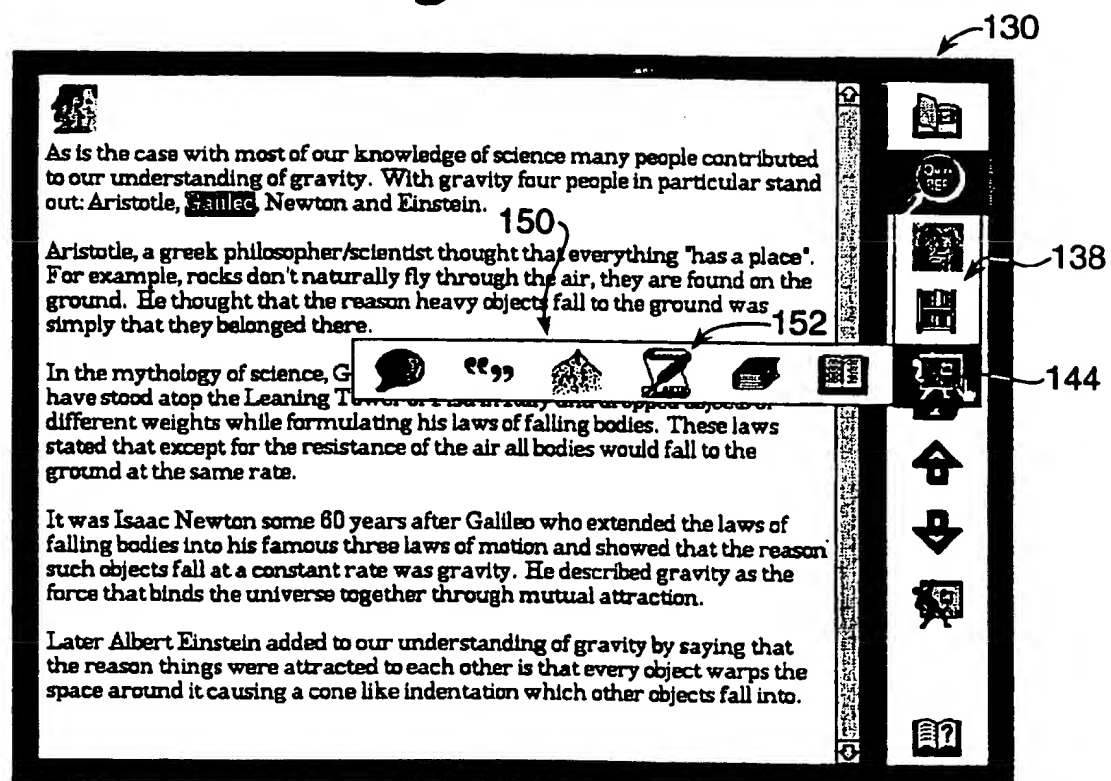 130
As is the case with most of our knowledge of science many people contributed
to our understanding of gravity. With gravity four people in particular stand
out: Aristotle, Galileo, Newton and Einstein.
150
Aristotle, a greek philosopher/scientist thought that everything "has a place".
For example, rocks don't naturally fly through the air, they are found on the
138
ground. He thought that the reason heavy objects fall to the ground was
simply that they belonged there.
152
In the mythology of science, G
144
have stood atop the Leaning Tower of Pisa in Italy and dropped objects of
different weights while formulating his laws of falling bodies. These laws
stated that except for the resistance of the air all bodies would fall to the
ground at the same rate.
It was Isaac Newton some 60 years after Galileo who extended the laws of
falling bodies into his famous three laws of motion and showed that the reason
such objects fall at a constant rate was gravity. He described gravity as the
force that binds the universe together through mutual attraction.
Later Albert Einstein added to our understanding of gravity by saying that
the reason things were attracted to each other is that every object warps the
space around it causing a cone like indentation which other objects fall into.
?